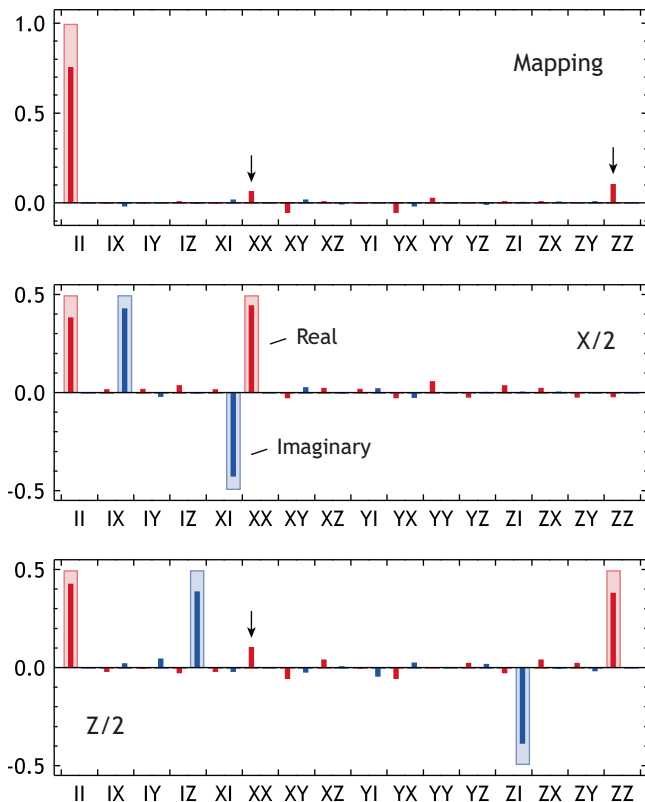 1.0
Mapping
0.5
0.0
II IX IY IZ XI XX XY XZ YI YX YY YZ ZI ZX ZY ZZ
0.5
Real
X/2
0.0
Imaginary
-0.5
II IX IY IZ XI XX XY XZ YI YX YY YZ ZI ZX ZY ZZ
0.5
0.0
Z/2
-0.5
II IX IY IZ XI XX XY XZ YI YX YY YZ ZI ZX ZY ZZ